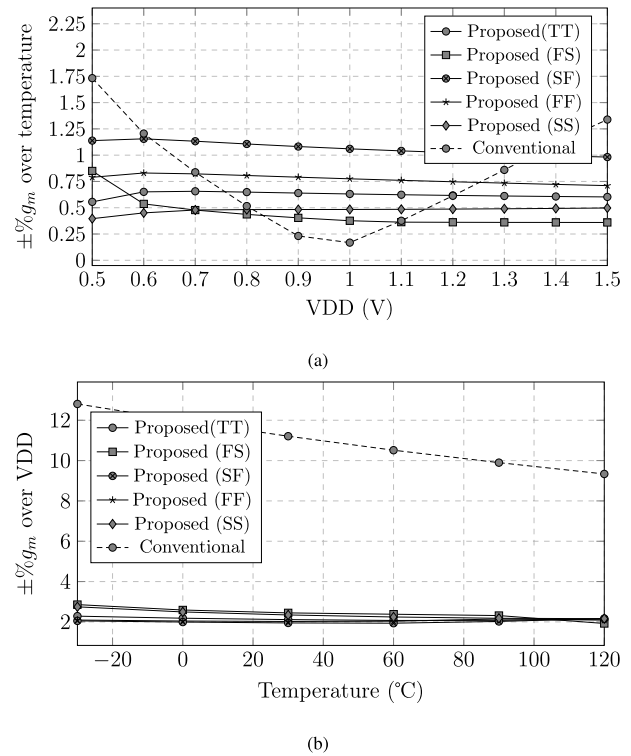 2.25
2
1.75
1.5
1.25
1
0.75
0.5
0.25
0
±%gₘ over temperature
Proposed(TT)
Proposed (FS)
Proposed (SF)
Proposed (FF)
Proposed (SS)
Conventional
0.5 0.6 0.7 0.8 0.9 1 1.1 1.2 1.3 1.4 1.5
VDD (V)
(a)
12
10
8
6
4
2
±%gₘ over VDD
Proposed(TT)
Proposed (FS)
Proposed (SF)
Proposed (FF)
Proposed (SS)
Conventional
−20 0 20 40 60 80 100 120
Temperature (℃)
(b)